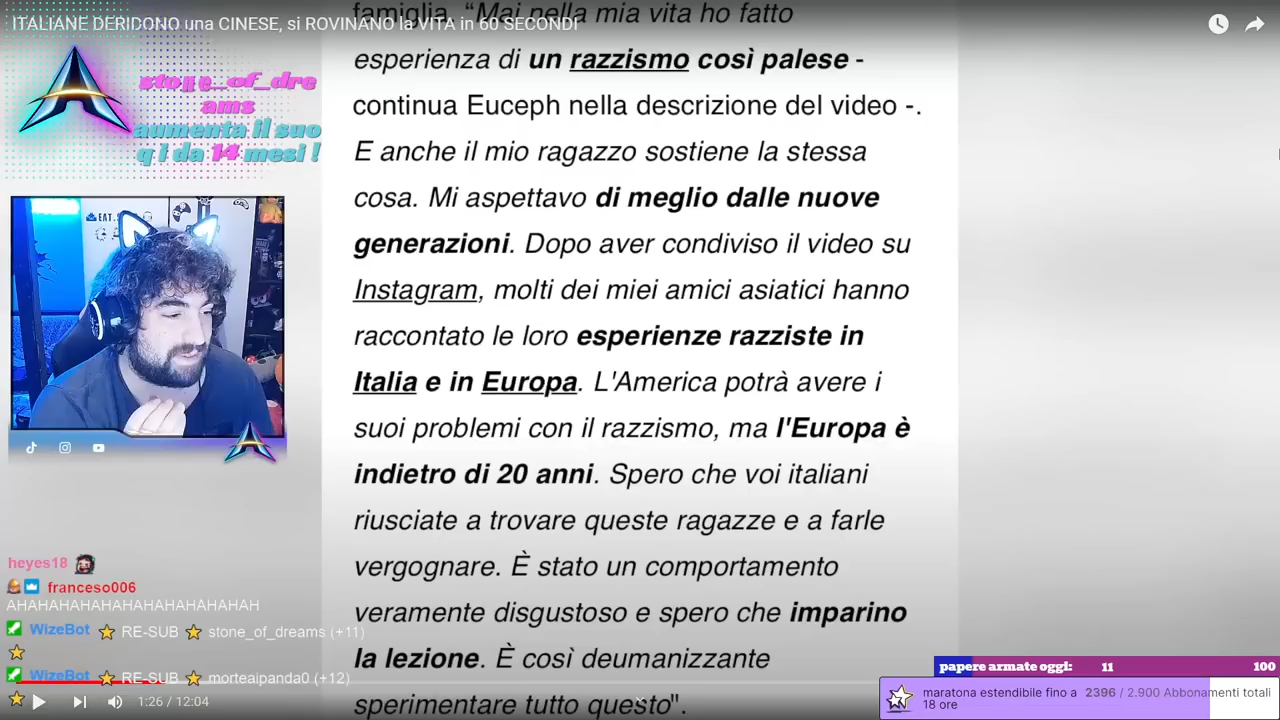 ITALIANE DERIDONO una CINESE, si ROVINANO la VITA in 60 SECONDI
stone_of_dre
ams
aumenta il suo
q i da 14 mesi !
EAT.
famiglia. “Mai nella mia vita ho fatto
esperienza di un razzismo così palese -
continua Euceph nella descrizione del video -.
E anche il mio ragazzo sostiene la stessa
cosa. Mi aspettavo di meglio dalle nuove
generazioni. Dopo aver condiviso il video su
Instagram, molti dei miei amici asiatici hanno
raccontato le loro esperienze razziste in
Italia e in Europa. L'America potrà avere i
suoi problemi con il razzismo, ma l'Europa è
indietro di 20 anni. Spero che voi italiani
riusciate a trovare queste ragazze e a farle
vergognare. È stato un comportamento
veramente disgustoso e spero che imparino
la lezione. È così deumanizzante
sperimentare tutto questo".
heyes18
franceso006
AHAHAHAHAHAHAHAHAHAHAH
WizeBot RE-SUB stone_of_dreams (+11)
WizeBot RE-SUB morteaipanda0 (+12)
1:26 / 12:04
papere armate oggi: 11 100
maratona estendibile fino a 18 ore
2396 / 2.900 Abbonamenti totali